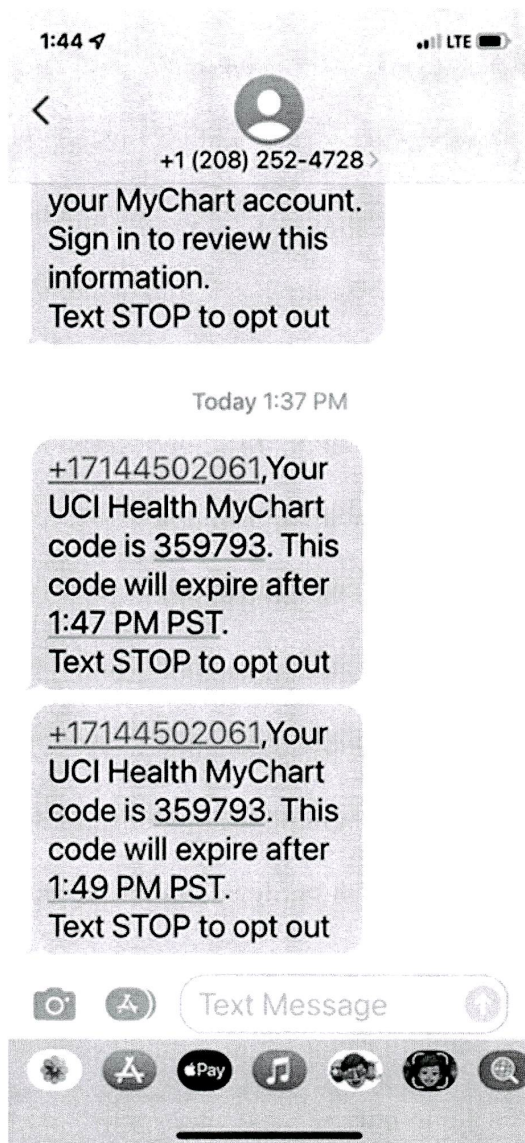 1:44
LTE
+1 (208) 252-4728
your MyChart account.
Sign in to review this
information.
Text STOP to opt out
Today 1:37 PM
+17144502061,Your
UCI Health MyChart
code is 359793. This
code will expire after
1:47 PM PST.
Text STOP to opt out
+17144502061,Your
UCI Health MyChart
code is 359793. This
code will expire after
1:49 PM PST.
Text STOP to opt out
Text Message
Pay